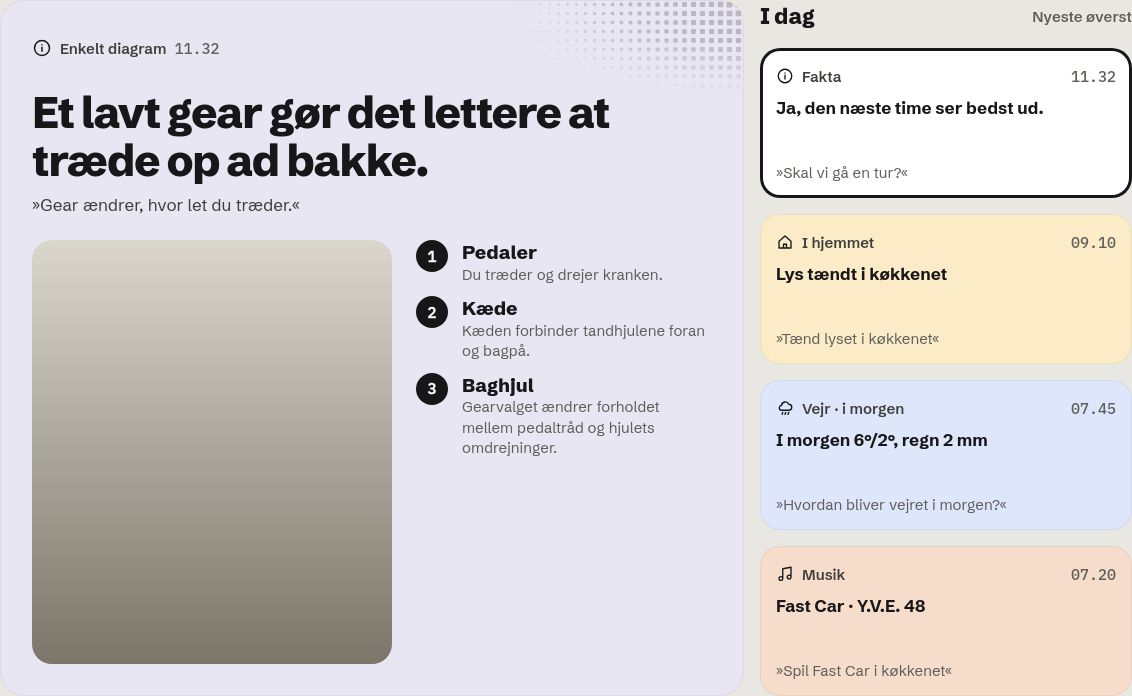 Enkelt diagram 11.32
Et lavt gear gør det lettere at
træde op ad bakke.
»Gear ændrer, hvor let du træder.«
1 Pedaler
Du træder og drejer kranken.
2 Kæde
Kæden forbinder tandhjulene foran
og bagpå.
3 Baghjul
Gearvalget ændrer forholdet
mellem pedaltråd og hjulets
omdrejninger.
I dag Nyeste øverst
Fakta 11.32
Ja, den næste time ser bedst ud.
»Skal vi gå en tur?«
I hjemmet 09.10
Lys tændt i køkkenet
»Tænd lyset i køkkenet«
Vejr · i morgen 07.45
I morgen 6°/2°, regn 2 mm
»Hvordan bliver vejret i morgen?«
Musik 07.20
Fast Car · Y.V.E. 48
»Spil Fast Car i køkkenet«